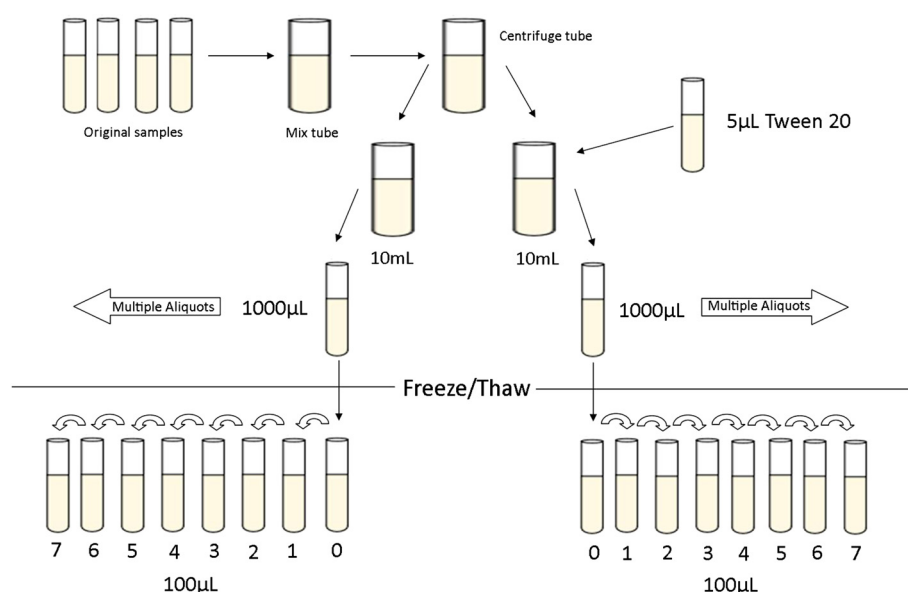 Centrifuge tube
Original samples
Mix tube
5µL Tween 20
10mL
10mL
Multiple Aliquots
1000µL
1000µL
Multiple Aliquots
Freeze/Thaw
7 6 5 4 3 2 1 0
0 1 2 3 4 5 6 7
100µL
100µL